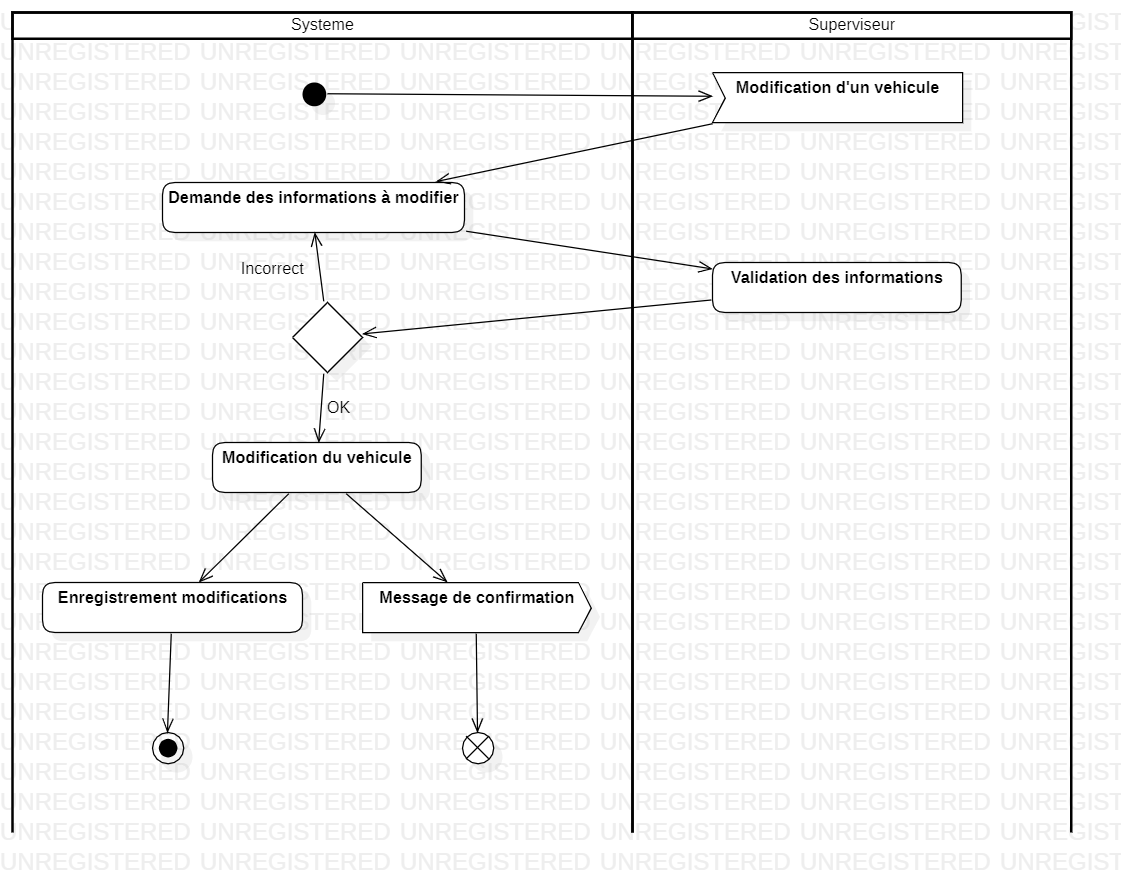 Systeme
Superviseur
Modification d'un vehicule
Demande des informations à modifier
Incorrect
Validation des informations
OK
Modification du vehicule
Enregistrement modifications
Message de confirmation
UNREGISTERED